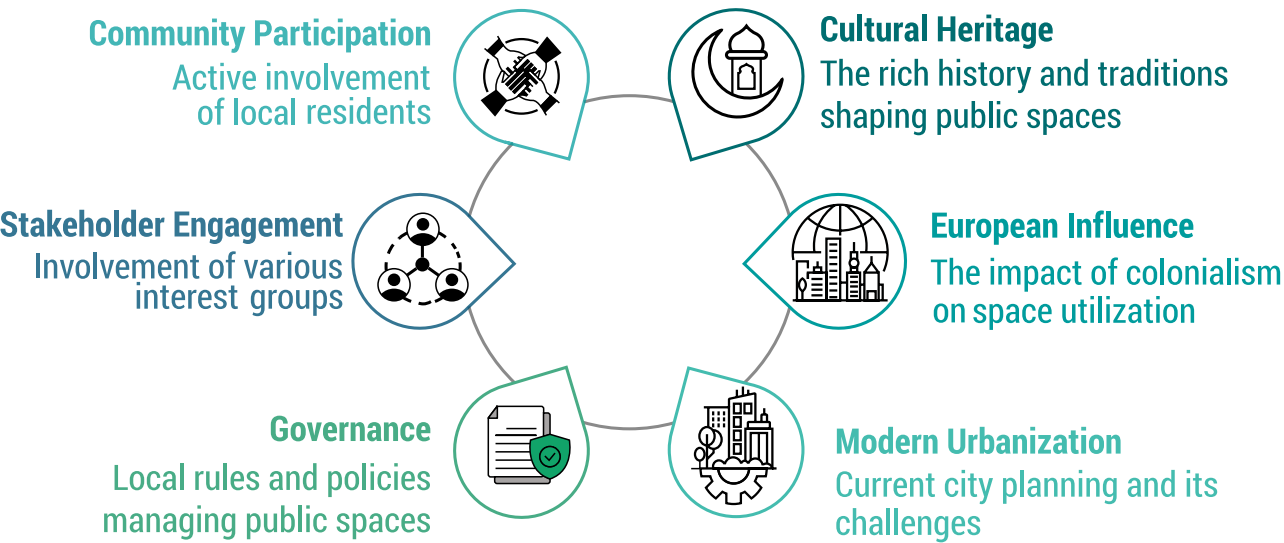 Community Participation
Active involvement
of local residents
Cultural Heritage
The rich history and traditions
shaping public spaces
Stakeholder Engagement
Involvement of various
interest groups
European Influence
The impact of colonialism
on space utilization
Governance
Local rules and policies
managing public spaces
Modern Urbanization
Current city planning and its
challenges